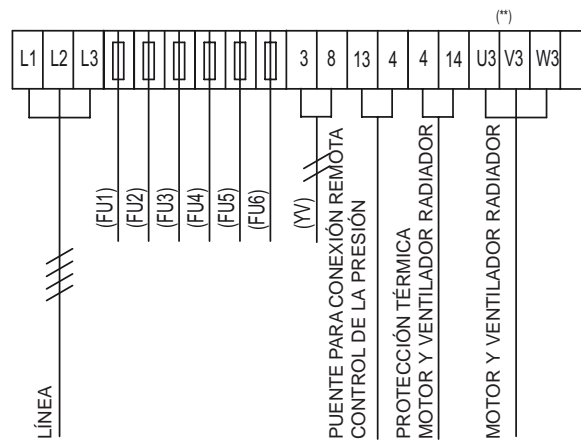 (**)
L1 L2 L3 3 8 13 4 4 14 U3 V3 W3
(FU1)
(FU2)
(FU3)
(FU4)
(FU5)
(FU6)
(YV)
LÍNEA
PUENTE PARA CONEXIÓN REMOTA
CONTROL DE LA PRESIÓN
PROTECCIÓN TÉRMICA
MOTOR Y VENTILADOR RADIADOR
MOTOR Y VENTILADOR RADIADOR